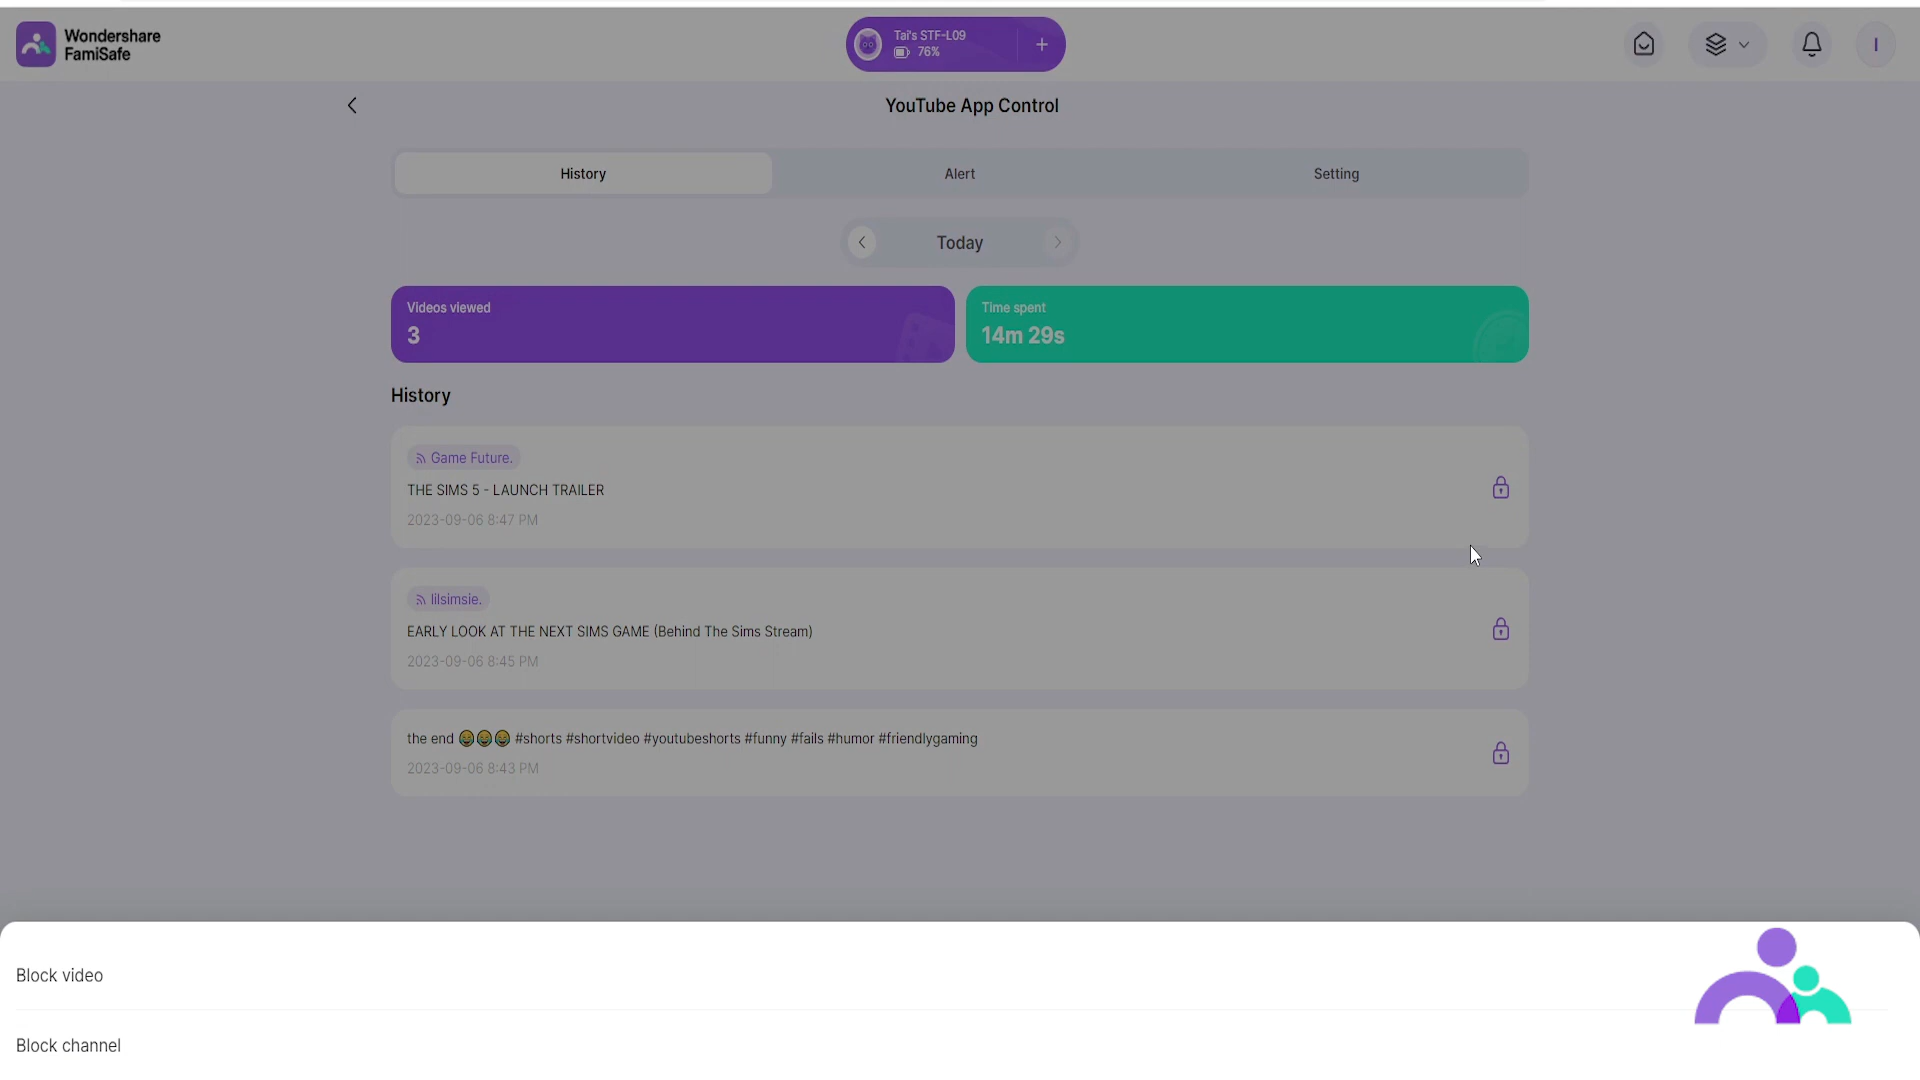 Wondershare
FamiSafe
Tai's STF-L09
76%
I
YouTube App Control
History
Alert
Setting
Today
Videos viewed
3
Time spent
14m 29s
History
Game Future.
THE SIMS 5 - LAUNCH TRAILER
2023-09-06 8:47 PM
lilsimsie.
EARLY LOOK AT THE NEXT SIMS GAME (Behind The Sims Stream)
2023-09-06 8:45 PM
the end 😂😂😂 #shorts #shortvideo #youtubeshorts #funny #fails #humor #friendlygaming
2023-09-06 8:43 PM
Block video
Block channel